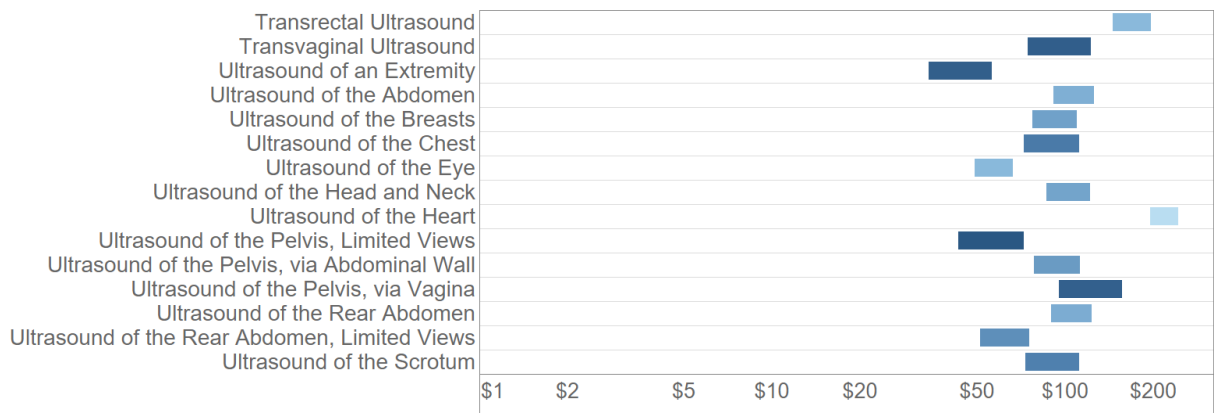 Transrectal Ultrasound
Transvaginal Ultrasound
Ultrasound of an Extremity
Ultrasound of the Abdomen
Ultrasound of the Breasts
Ultrasound of the Chest
Ultrasound of the Eye
Ultrasound of the Head and Neck
Ultrasound of the Heart
Ultrasound of the Pelvis, Limited Views
Ultrasound of the Pelvis, via Abdominal Wall
Ultrasound of the Pelvis, via Vagina
Ultrasound of the Rear Abdomen
Ultrasound of the Rear Abdomen, Limited Views
Ultrasound of the Scrotum
$1 $2 $5 $10 $20 $50 $100 $200